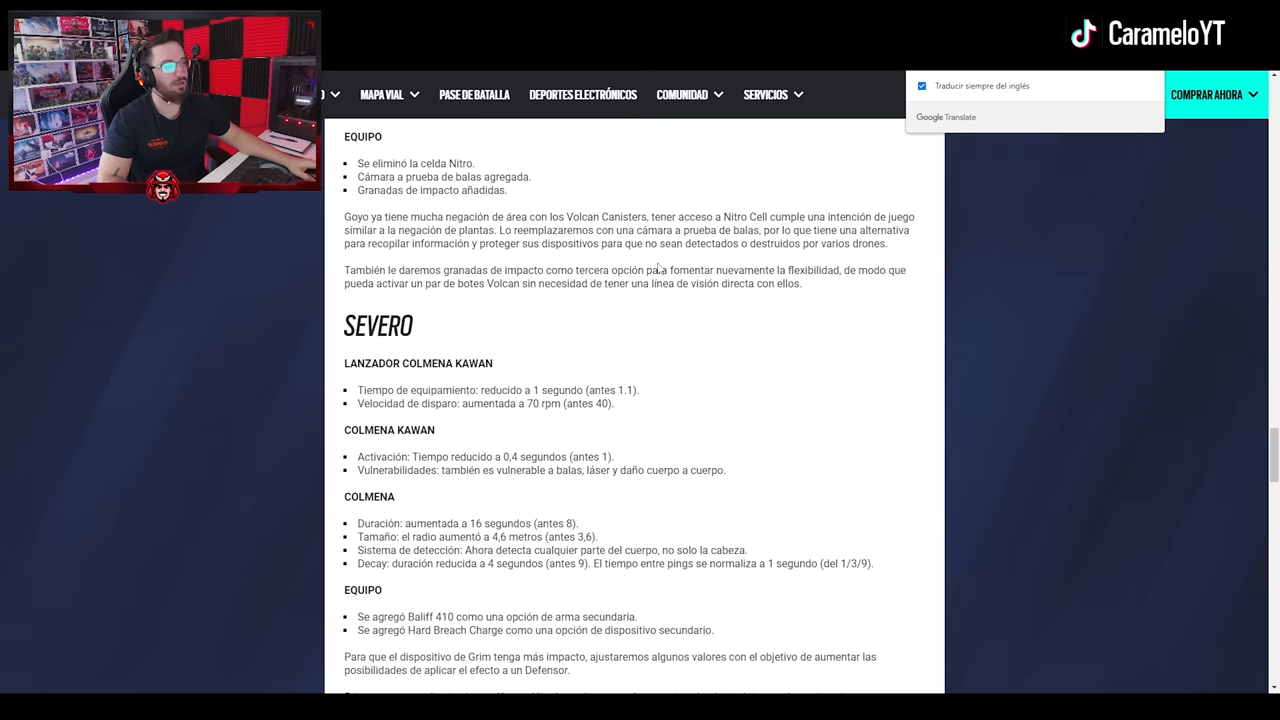 CarameloYT
MAPA VIAL
PASE DE BATALLA
DEPORTES ELECTRÓNICOS
COMUNIDAD
SERVICIOS
Traducir siempre del inglés
Google Translate
COMPRAR AHORA
EQUIPO
Se eliminó la celda Nitro.
Cámara a prueba de balas agregada.
Granadas de impacto añadidas.
Goyo ya tiene mucha negación de área con los Volcan Canisters, tener acceso a Nitro Cell cumple una intención de juego
similar a la negación de plantas. Lo reemplazaremos con una cámara a prueba de balas, por lo que tiene una alternativa
para recopilar información y proteger sus dispositivos para que no sean detectados o destruidos por varios drones.
También le daremos granadas de impacto como tercera opción para fomentar nuevamente la flexibilidad, de modo que
pueda activar un par de botes Volcan sin necesidad de tener una línea de visión directa con ellos.
SEVERO
LANZADOR COLMENA KAWAN
Tiempo de equipamiento: reducido a 1 segundo (antes 1.1).
Velocidad de disparo: aumentada a 70 rpm (antes 40).
COLMENA KAWAN
Activación: Tiempo reducido a 0,4 segundos (antes 1).
Vulnerabilidades: también es vulnerable a balas, láser y daño cuerpo a cuerpo.
COLMENA
Duración: aumentada a 16 segundos (antes 8).
Tamaño: el radio aumentó a 4,6 metros (antes 3,6).
Sistema de detección: Ahora detecta cualquier parte del cuerpo, no solo la cabeza.
Decay: duración reducida a 4 segundos (antes 9). El tiempo entre pings se normaliza a 1 segundo (del 1/3/9).
EQUIPO
Se agregó Baliff 410 como una opción de arma secundaria.
Se agregó Hard Breach Charge como una opción de dispositivo secundario.
Para que el dispositivo de Grim tenga más impacto, ajustaremos algunos valores con el objetivo de aumentar las
posibilidades de aplicar el efecto a un Defensor.